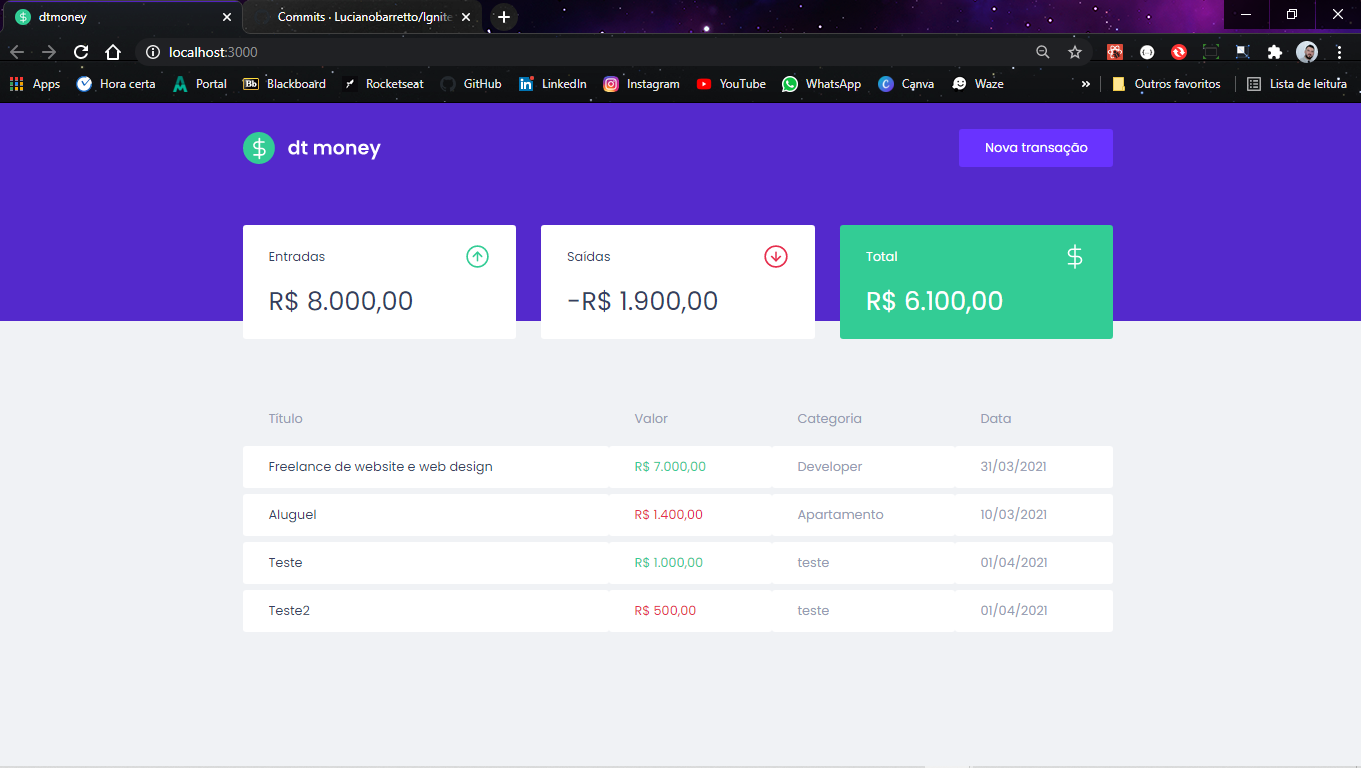 dtmoney
Commits · Lucianobarretto/Ignite
localhost:3000
Apps Hora certa Portal Bb Blackboard Rocketseat GitHub LinkedIn Instagram YouTube WhatsApp Canva Waze » Outros favoritos Lista de leitura
$ dt money Nova transação
Entradas Saídas Total $
R$ 8.000,00 -R$ 1.900,00 R$ 6.100,00
Título Valor Categoria Data
Freelance de website e web design R$ 7.000,00 Developer 31/03/2021
Aluguel R$ 1.400,00 Apartamento 10/03/2021
Teste R$ 1.000,00 teste 01/04/2021
Teste2 R$ 500,00 teste 01/04/2021